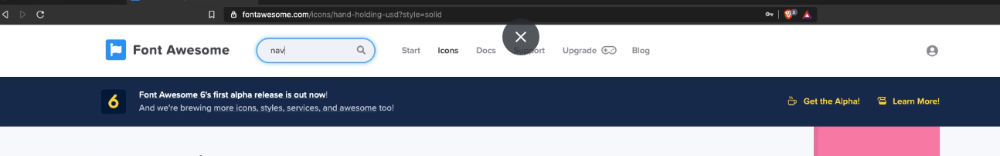 fontawesome.com/icons/hand-holding-usd?style=solid
3
Font Awesome
nav
Start Icons Docs Support Upgrade Blog
6
Font Awesome 6's first alpha release is out now!
And we're brewing more icons, styles, services, and awesome too!
Get the Alpha! Learn More!